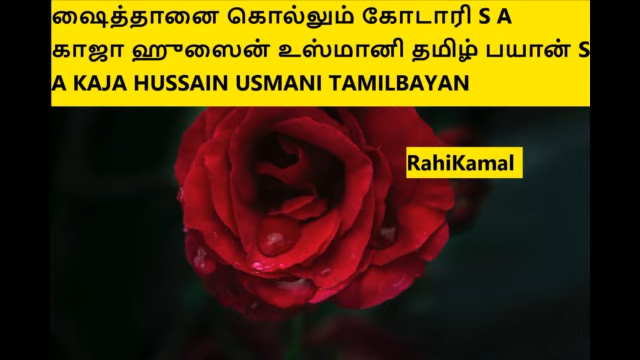 ஷைத்தானை கொல்லும் கோடாரி S A
காஜா ஹுஸைன் உஸ்மானி தமிழ் பயான் S
A KAJA HUSSAIN USMANI TAMILBAYAN
RahiKamal